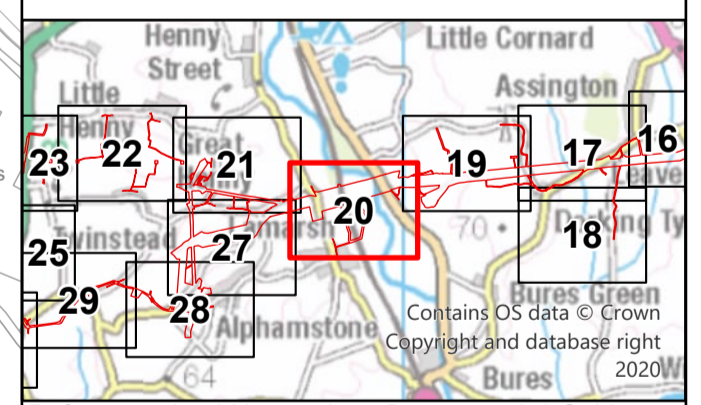 Henny
Street
Little Cornard
Little
Henny
Assington
Great
23
22
21
19
17
16
20
25
Twinstead
27
70
18
29
28
Bures Green
Alphamstone
Contains OS data © Crown
Copyright and database right
2020
64
Bures